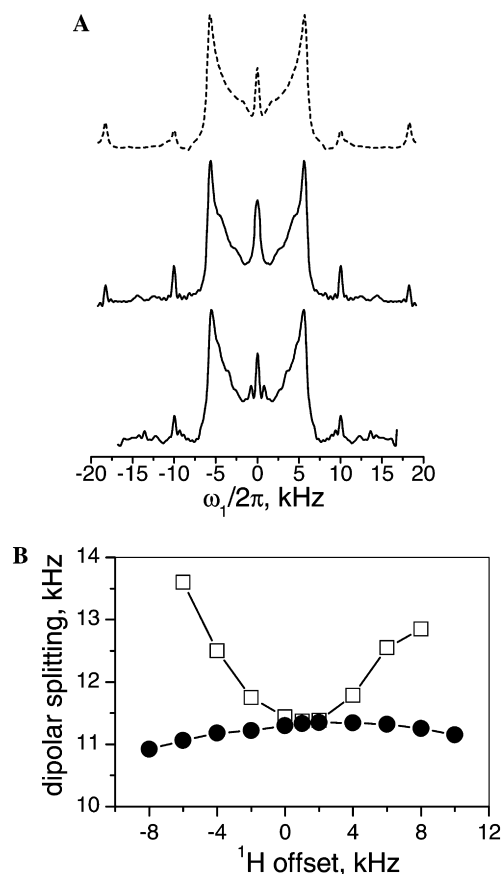 A
-20 -15 -10 -5 0 5 10 15 20
ω₁/2π, kHz
B
14
13
12
11
10
dipolar splitting, kHz
-8 -4 0 4 8 12
¹H offset, kHz